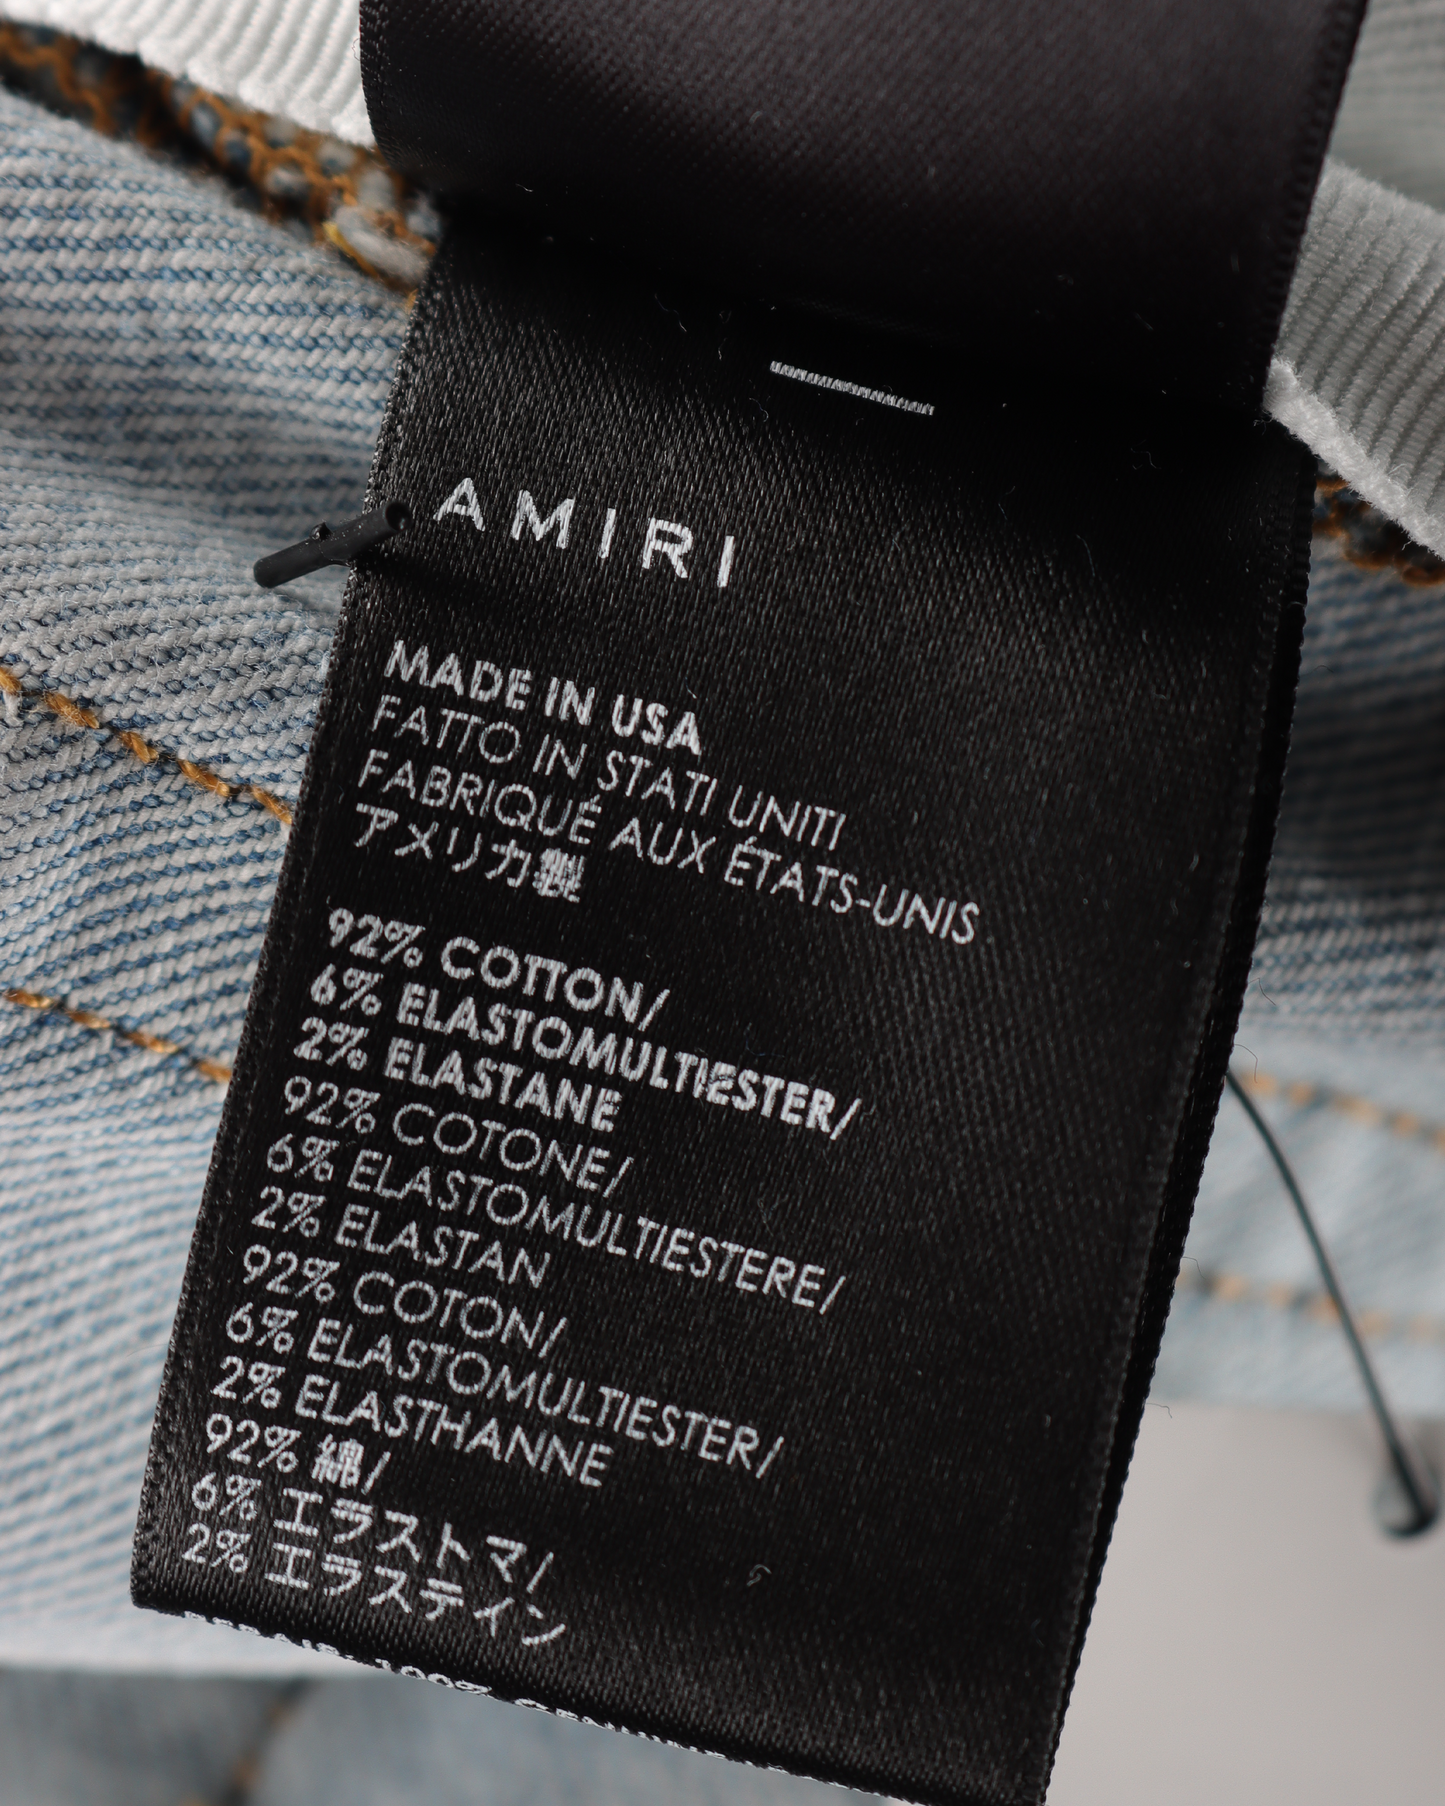 AMIRI
MADE IN USA
FATTO IN STATI UNITI
FABRIQUÉ AUX ÉTATS-UNIS
アメリカ製
92% COTTON/
6% ELASTOMULTIESTER/
2% ELASTANE
92% COTONE/
6% ELASTOMULTIESTERE/
2% ELASTAN
92% COTON/
6% ELASTOMULTIESTER/
2% ELASTHANNE
92% 綿/
6% エラストマ/
2% エラステイン
100%